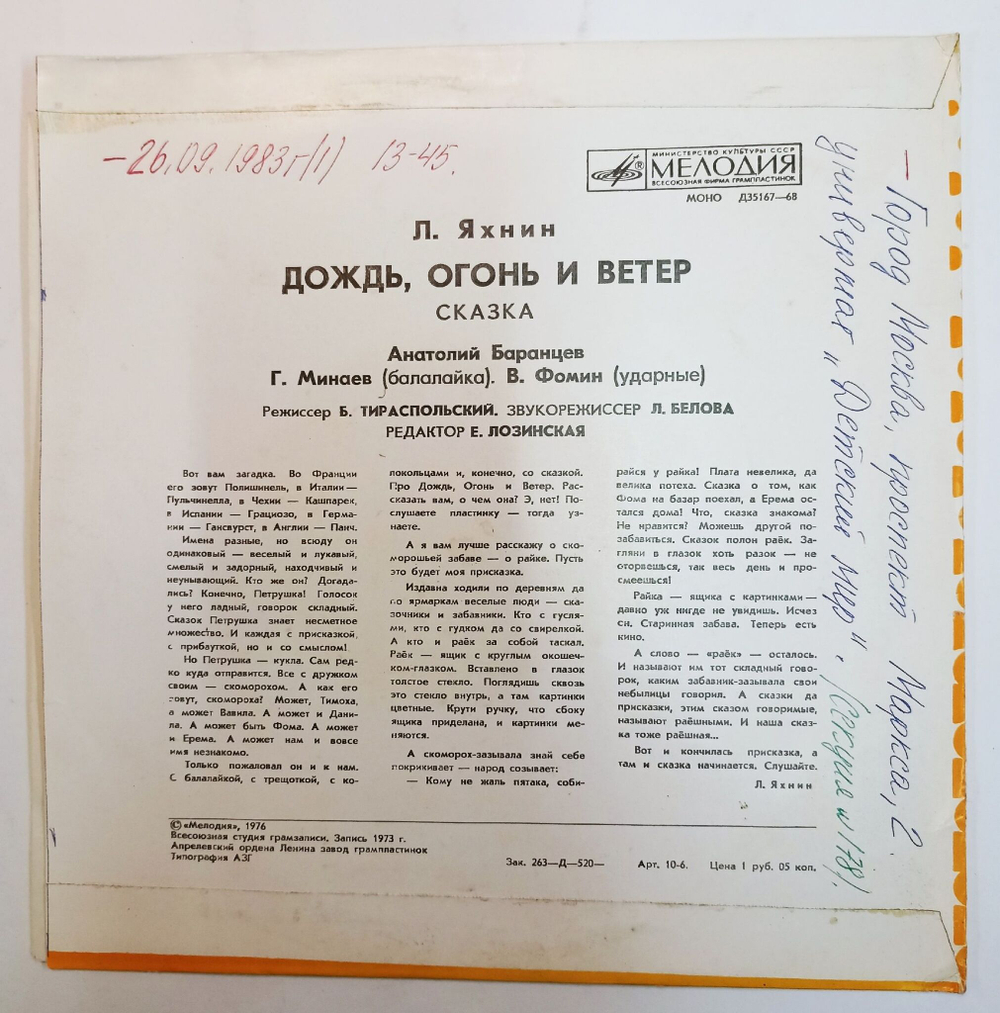 –26.09.1983г(1) 13-45.
МИНИСТЕРСТВО КУЛЬТУРЫ СССР
МЕЛОДИЯ
ВСЕСОЮЗНАЯ ФИРМА ГРАМПЛАСТИНОК
МОНО Д35167—68
Л. Яхнин
ДОЖДЬ, ОГОНЬ И ВЕТЕР
СКАЗКА
Анатолий Баранцев
Г. Минаев (балалайка). В. Фомин (ударные)
Режиссер Б. ТИРАСПОЛЬСКИЙ. ЗВУКОРЕЖИССЕР Л. БЕЛОВА
РЕДАКТОР Е. ЛОЗИНСКАЯ
Вот вам загадка. Во Франции
его зовут Полишинель, в Италии —
Пульчинелла, в Чехии — Кашпарек,
в Испании — Грациозо, в Герма-
нии — Гансвурст, в Англии — Панч.
Имена разные, но всюду он
одинаковый — веселый и лукавый,
смелый и задорный, находчивый и
неунывающий. Кто же он? Догада-
лись? Конечно, Петрушка! Голосок
у него ладный, говорок складный.
Сказок Петрушка знает несметное
множество. И каждая с присказкой,
с прибауткой, но и со смыслом!
Но Петрушка — кукла. Сам ред-
ко куда отправится. Все с дружком
своим — скоморохом. А как его
зовут, скомороха? Может, Тимоха,
а может Вавила. А может и Дани-
ла. А может быть Фома. А может
и Ерема. А может нам и вовсе
имя незнакомо.
Только пожаловал он и к нам.
С балалайкой, с трещоткой, с ко-
локольцами и, конечно, со сказкой.
Про Дождь, Огонь и Ветер. Рас-
сказать вам, о чем она? Э, нет! По-
слушаете пластинку — тогда уз-
наете.
А я вам лучше расскажу о ско-
морошьей забаве — о райке. Пусть
это будет моя присказка.
Издавна ходили по деревням да
по ярмаркам веселые люди — ска-
зочники и забавники. Кто с гусля-
ми, кто с гудком да со свирелкой.
А кто и раёк за собой таскал.
Раёк — ящик с круглым окошеч-
ком-глазком. Вставлено в глазок
толстое стекло. Поглядишь сквозь
это стекло внутрь, а там картинки
цветные. Крути ручку, что сбоку
ящика приделана, и картинки ме-
няются.
А скоморох-зазывала знай себе
покрикивает — народ созывает:
— Кому не жаль пятака, соби-
райся у райка! Плата невелика, да
велика потеха. Сказка о том, как
Фома на базар поехал, а Ерема ос-
тался дома! Что, сказка знакома?
Не нравится? Можешь другой по-
забавиться. Сказок полон раёк. За-
гляни в глазок хоть разок — не
оторвешься, так весь день и про-
смеешься!
Райка — ящика с картинками —
давно уж нигде не увидишь. Исчез
он. Старинная забава. Теперь есть
кино.
А слово — «раёк» — осталось.
И называют им тот складный гово-
рок, каким забавник-зазывала свои
небылицы говорил. А сказки да
присказки, этим сказом говоримые,
называют раёшными. И наша сказ-
ка тоже раёшная...
Вот и кончилась присказка, а
там и сказка начинается. Слушайте.
Л. Яхнин
© «Мелодия», 1976
Всесоюзная студия грамзаписи. Запись 1973 г.
Апрелевский ордена Ленина завод грампластинок
Типография АЗГ
Зак. 263—Д—520— Арт. 10-6. Цена 1 руб. 05 коп.
– Город Москва, проспект Маркса, 2.
универмаг „Детский мир", (секция н 178).